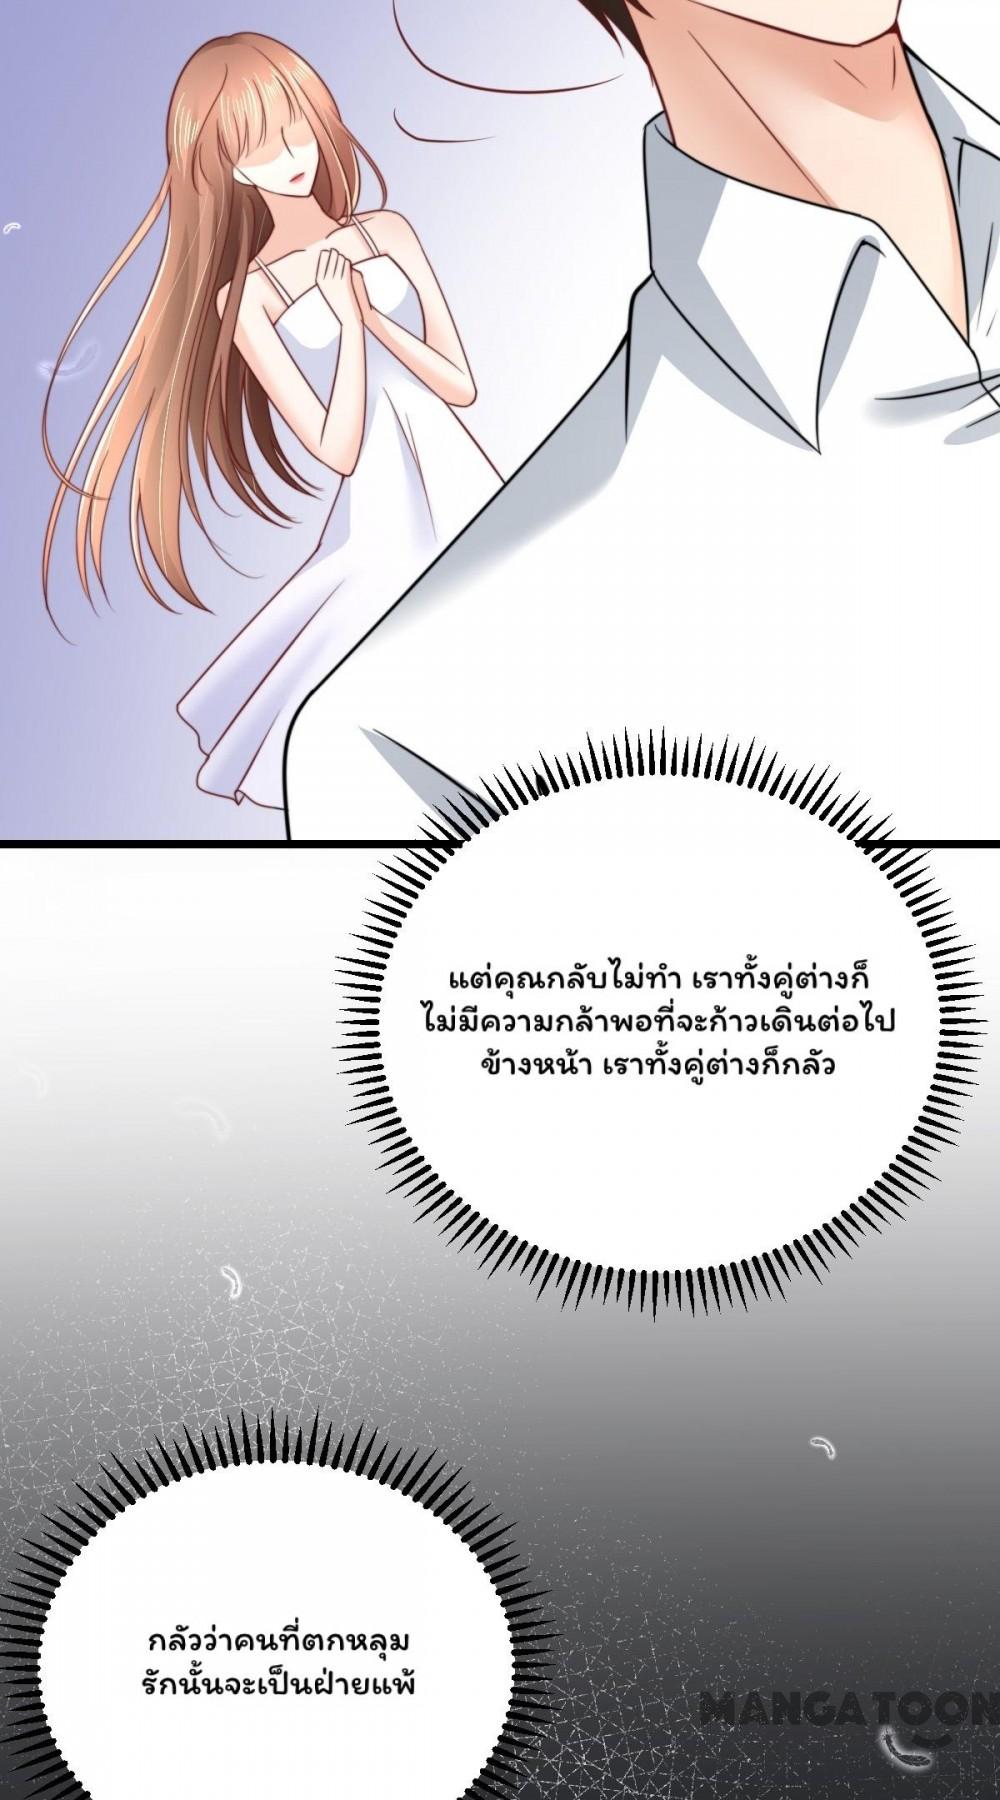 แต่คุณกลับไม่ทำ เราทั้งคู่ต่างก็
ไม่มีความกล้าพอที่จะก้าวเดินต่อไป
ข้างหน้า เราทั้งคู่ต่างก็กลัว
กลัวว่าคนที่ตกหลุม
รักนั้นจะเป็นฝ่ายแพ้
MANGATOON